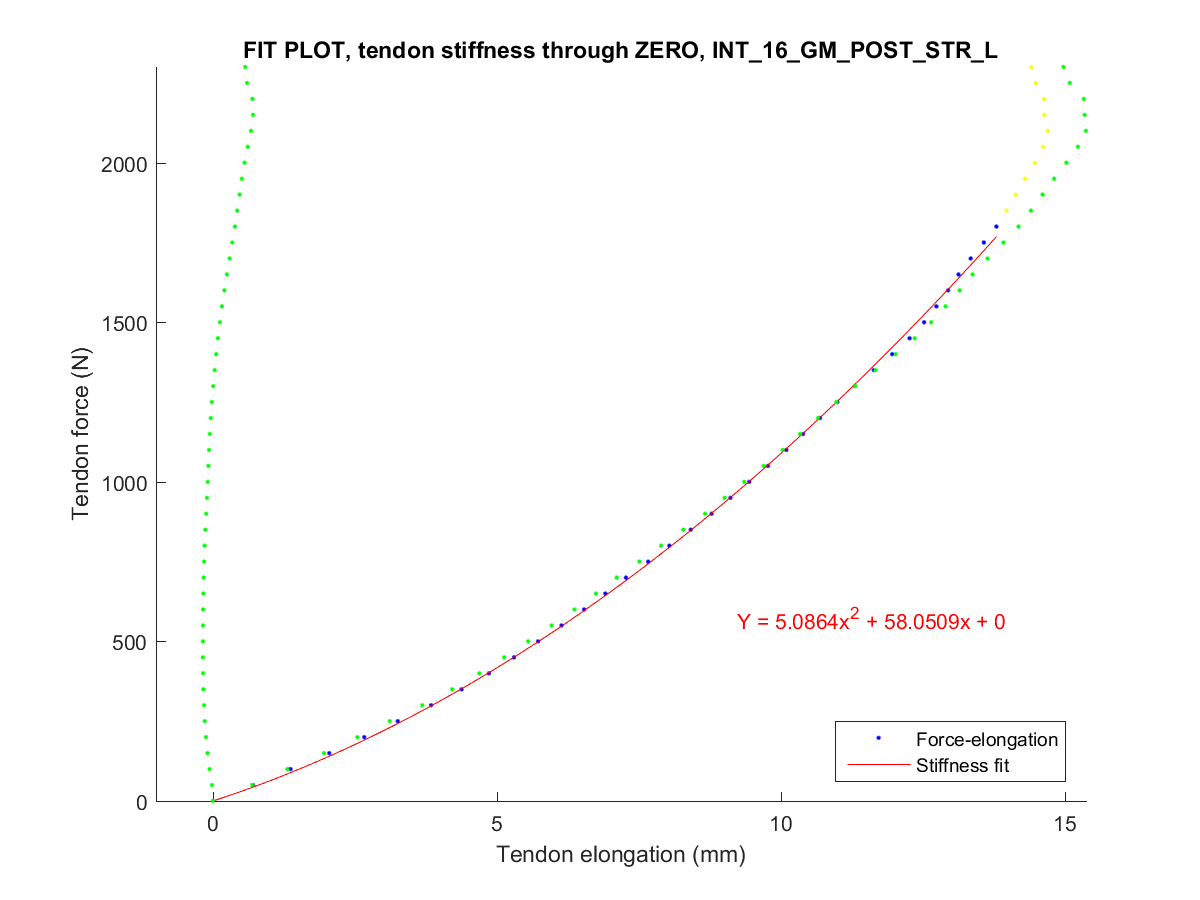 FIT PLOT, tendon stiffness through ZERO, INT_16_GM_POST_STR_L
2000
1500
1000
500
0
Tendon force (N)
Y = 5.0864x² + 58.0509x + 0
Force-elongation
Stiffness fit
0 5 10 15
Tendon elongation (mm)